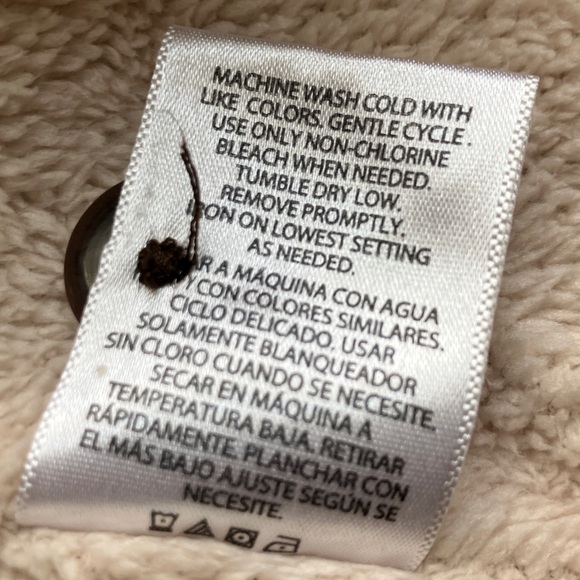 MACHINE WASH COLD WITH
LIKE COLORS. GENTLE CYCLE.
USE ONLY NON-CHLORINE
BLEACH WHEN NEEDED.
TUMBLE DRY LOW.
REMOVE PROMPTLY.
IRON ON LOWEST SETTING
AS NEEDED.
A MÁQUINA CON AGUA
Y CON COLORES SIMILARES.
CICLO DELICADO. USAR
SOLAMENTE BLANQUEADOR
SIN CLORO CUANDO SE NECESITE.
SECAR EN MÁQUINA A
TEMPERATURA BAJA. RETIRAR
RÁPIDAMENTE. PLANCHAR CON
EL MÁS BAJO AJUSTE SEGÚN SE
NECESITE.